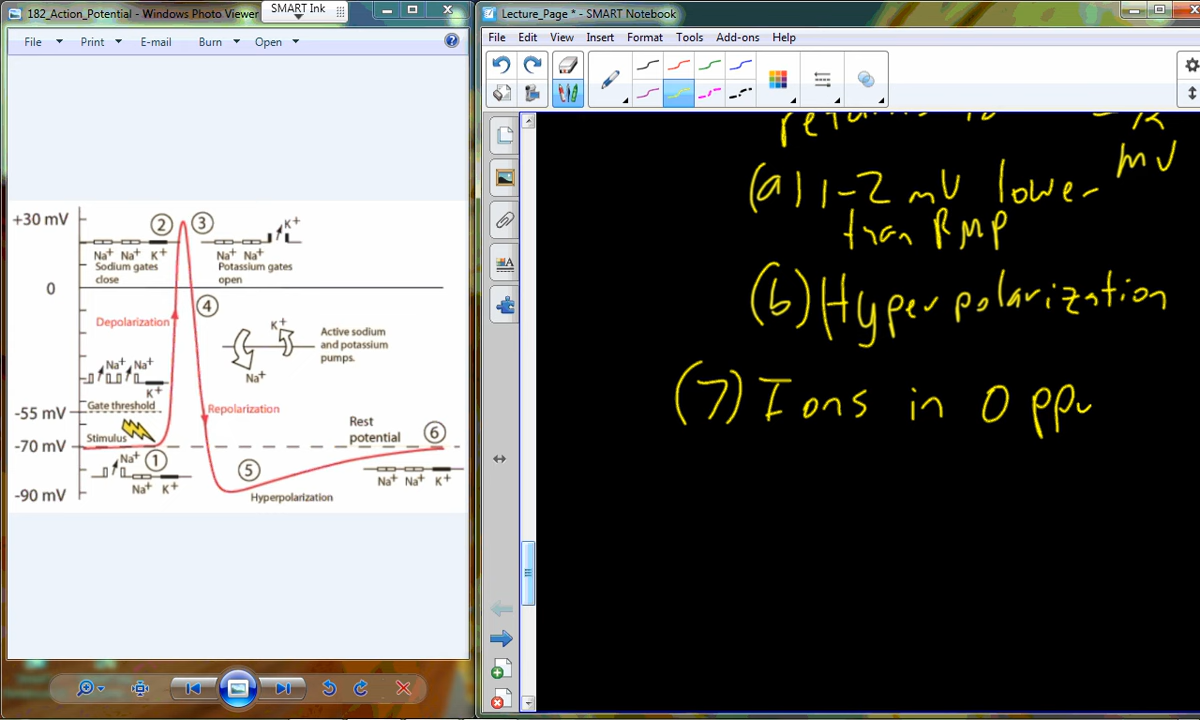 182_Action_Potential - Windows Photo Viewer
SMART Ink
File Print E-mail Burn Open
+30 mV
0
-55 mV
-70 mV
-90 mV
2
3
K+
Na+ Na+ K+
Sodium gates
close
Na+ Na+
Potassium gates
open
4
Depolarization
K+
Na+
Active sodium
and potassium
pumps.
Na+ Na+
K+
Gate threshold
Repolarization
Stimulus
Rest
potential
6
1
Na+
Na+ K+
5
Hyperpolarization
Na+ Na+ K+
Lecture_Page * - SMART Notebook
File Edit View Insert Format Tools Add-ons Help
(a) 1-2 mV lower
mV
than RMP
(b) Hyperpolarization
(7) Ions in Oppo